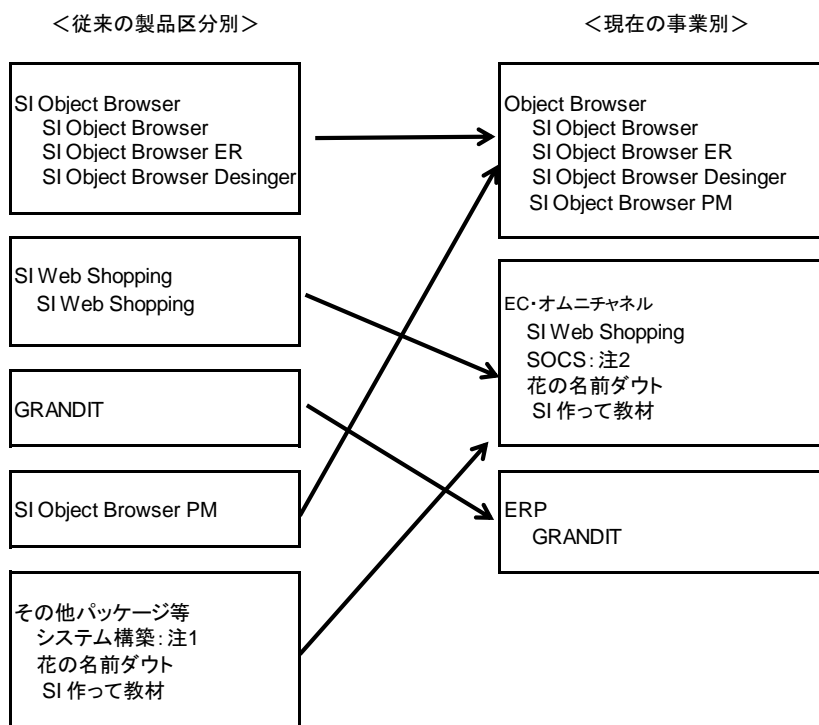 ＜従来の製品区分別＞
SI Object Browser
SI Object Browser
SI Object Browser ER
SI Object Browser Desinger
SI Web Shopping
SI Web Shopping
GRANDIT
SI Object Browser PM
その他パッケージ等
システム構築：注1
花の名前ダウト
SI 作って教材
＜現在の事業別＞
Object Browser
SI Object Browser
SI Object Browser ER
SI Object Browser Desinger
SI Object Browser PM
EC・オムニチャネル
SI Web Shopping
SOCS：注2
花の名前ダウト
SI 作って教材
ERP
GRANDIT